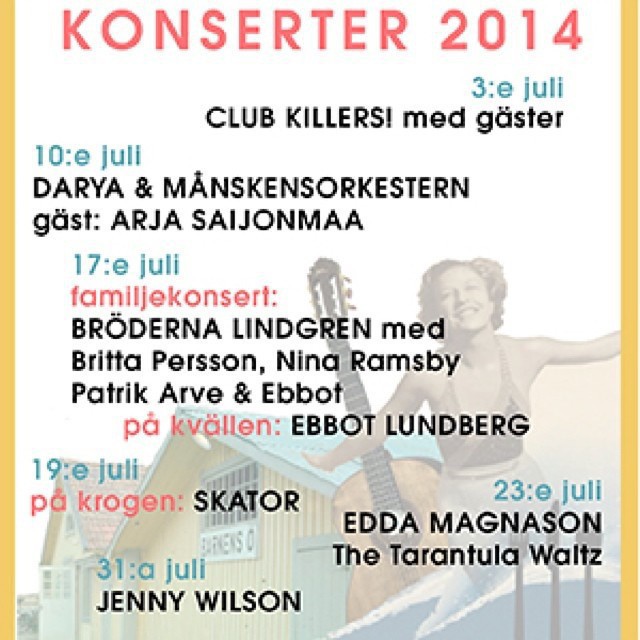 KONSERTER 2014
3:e juli
CLUB KILLERS! med gäster
10:e juli
DARYA & MÅNSKENSORKESTERN
gäst: ARJA SAIJONMAA
17:e juli
familjekonsert:
BRÖDERNA LINDGREN med
Britta Persson, Nina Ramsby
Patrik Arve & Ebbot
på kvällen: EBBOT LUNDBERG
19:e juli
på krogen: SKATOR
23:e juli
EDDA MAGNASON
The Tarantula Waltz
BARNENS Ö
31:a juli
JENNY WILSON